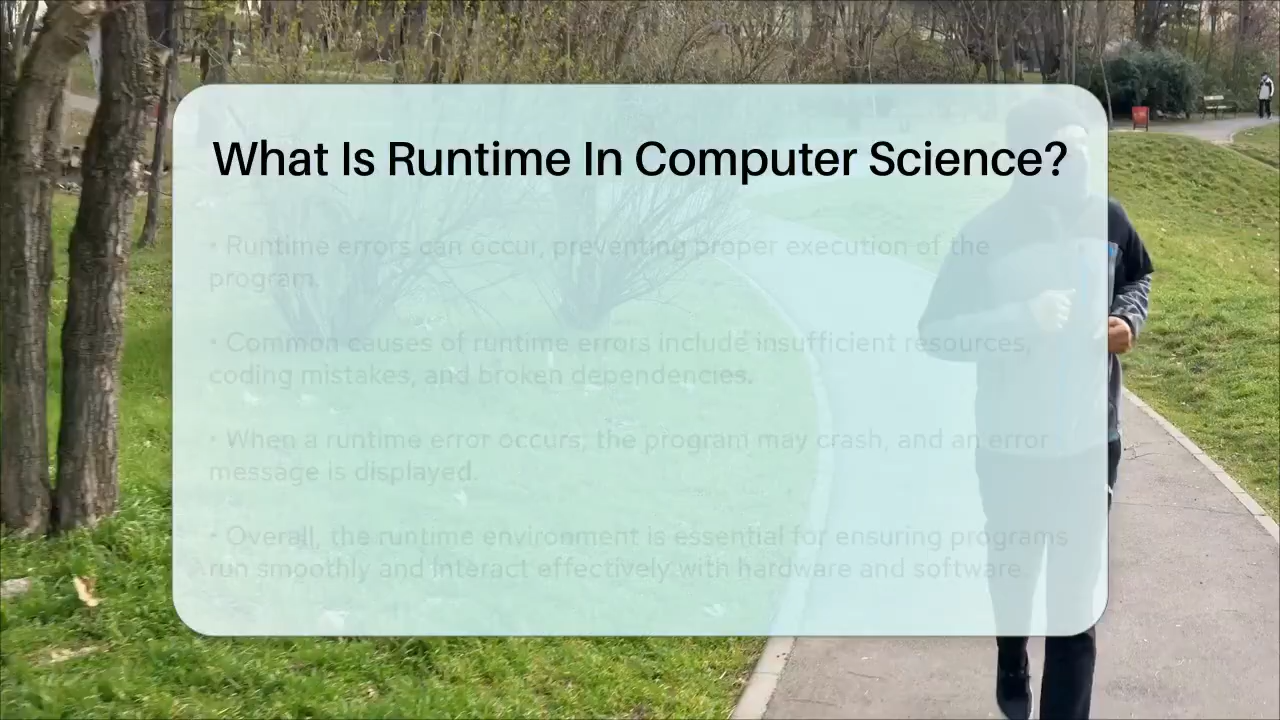 What Is Runtime In Computer Science?
• Runtime errors can occur, preventing proper execution of the
program.
• Common causes of runtime errors include insufficient resources,
coding mistakes, and broken dependencies.
• When a runtime error occurs, the program may crash, and an error
message is displayed.
• Overall, the runtime environment is essential for ensuring programs
run smoothly and interact effectively with hardware and software.